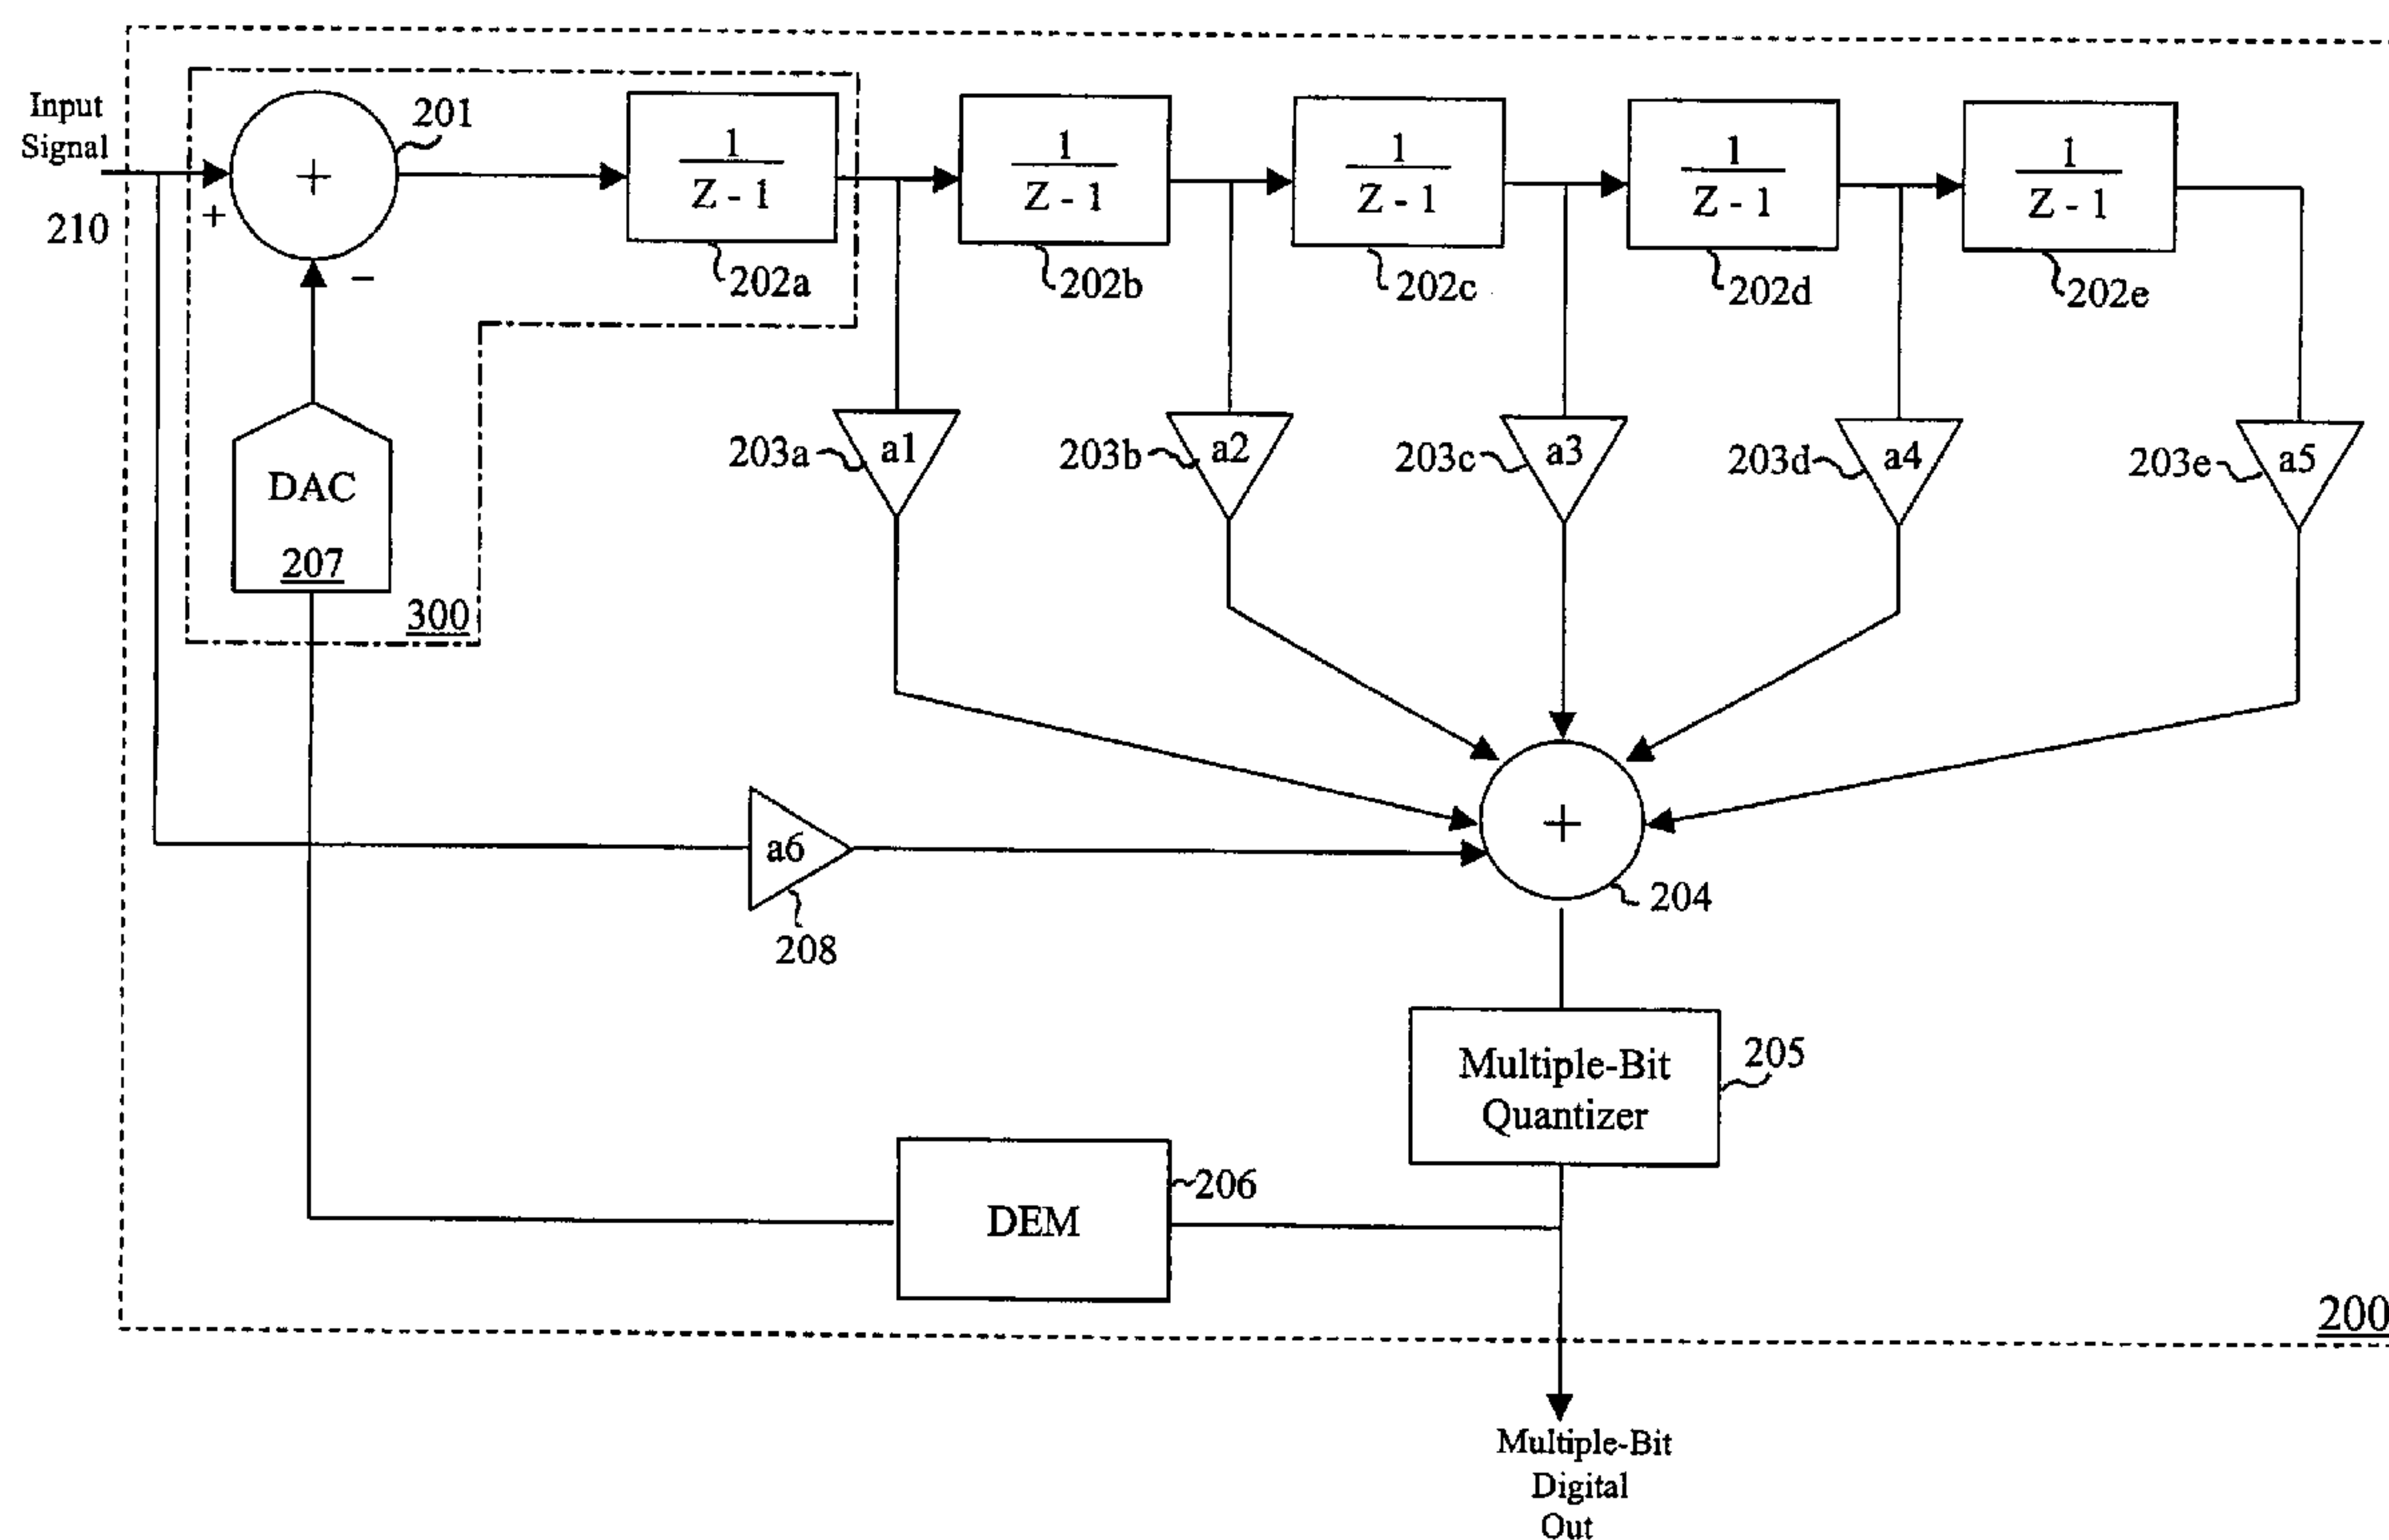 Input
Signal
210
+
+
201
−
1
Z - 1
202a
1
Z - 1
202b
1
Z - 1
202c
1
Z - 1
202d
1
Z - 1
202e
DAC
207
300
203a
a1
203b
a2
203c
a3
203d
a4
203e
a5
a6
208
+
204
Multiple-Bit
Quantizer
205
DEM
206
200
Multiple-Bit
Digital
Out